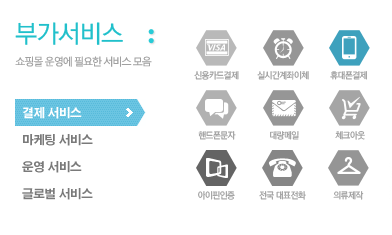 부가서비스 :
쇼핑몰 운영에 필요한 서비스 모음
결제 서비스
마케팅 서비스
운영 서비스
글로벌 서비스
VISA
신용카드결제
실시간계좌이체
휴대폰결제
핸드폰문자
대량메일
체크아웃
아이핀인증
전국 대표전화
의류제작